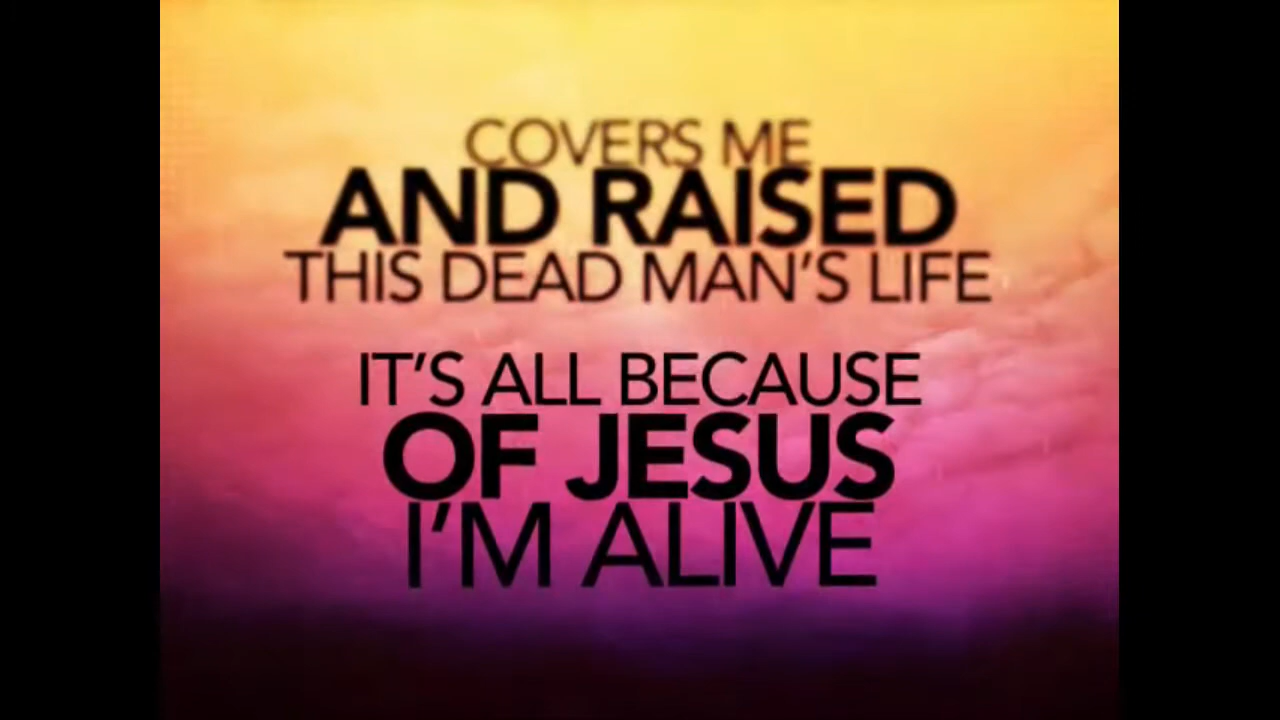 COVERS ME
AND RAISED
THIS DEAD MAN'S LIFE
IT'S ALL BECAUSE
OF JESUS
I'M ALIVE